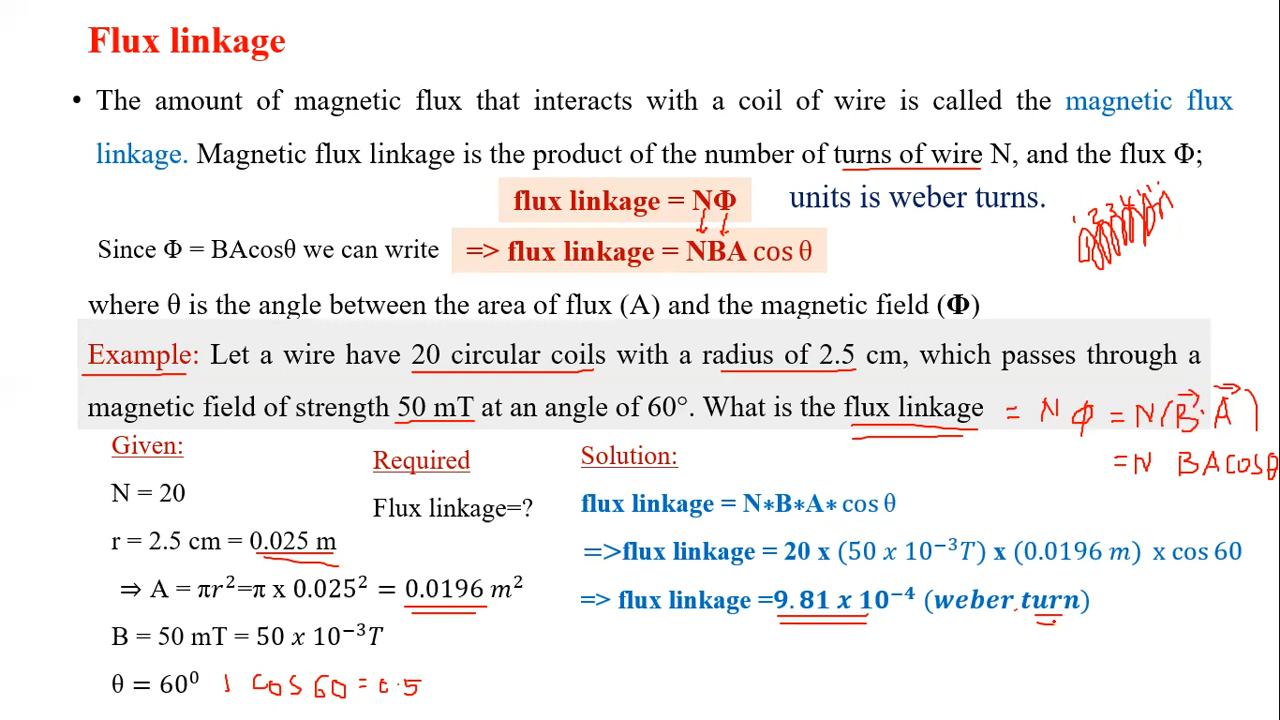 Flux linkage
• The amount of magnetic flux that interacts with a coil of wire is called the magnetic flux
linkage. Magnetic flux linkage is the product of the number of turns of wire N, and the flux Φ;
flux linkage = NΦ units is weber turns.
1 2 3 4
Since Φ = BAcosθ we can write => flux linkage = NBA cos θ
where θ is the angle between the area of flux (A) and the magnetic field (Φ)
Example: Let a wire have 20 circular coils with a radius of 2.5 cm, which passes through a
magnetic field of strength 50 mT at an angle of 60°. What is the flux linkage = N ϕ = N(B⃗·A⃗)
= N BA cosθ
Given:
N = 20
r = 2.5 cm = 0.025 m
⇒ A = πr²=π x 0.025² = 0.0196 m²
B = 50 mT = 50 x 10⁻³T
θ = 60⁰ , cos 60 = 0.5
Required
Flux linkage=?
Solution:
flux linkage = N∗B∗A∗ cos θ
=>flux linkage = 20 x (50 x 10⁻³T) x (0.0196 m) x cos 60
=> flux linkage =9.81 x 10⁻⁴ (weber turn)